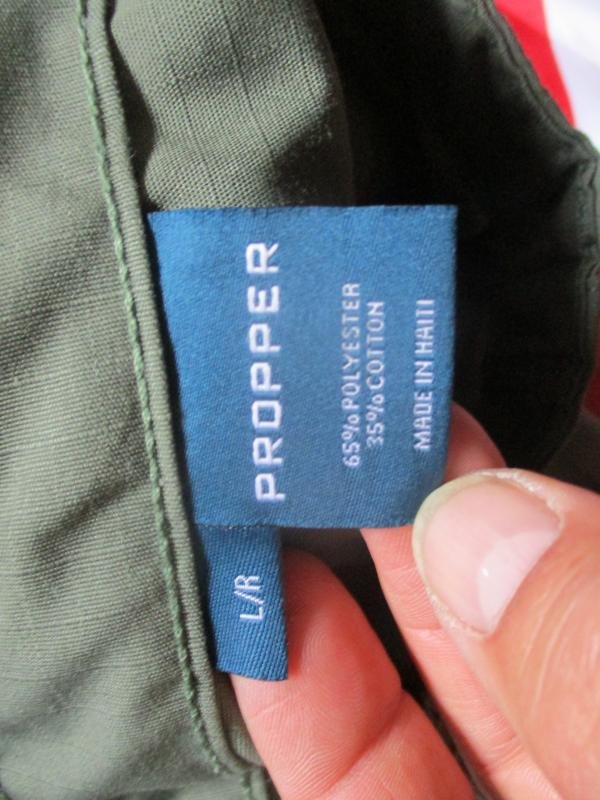 PROPPER
65% POLYESTER
35% COTTON
MADE IN HAITI
L/R